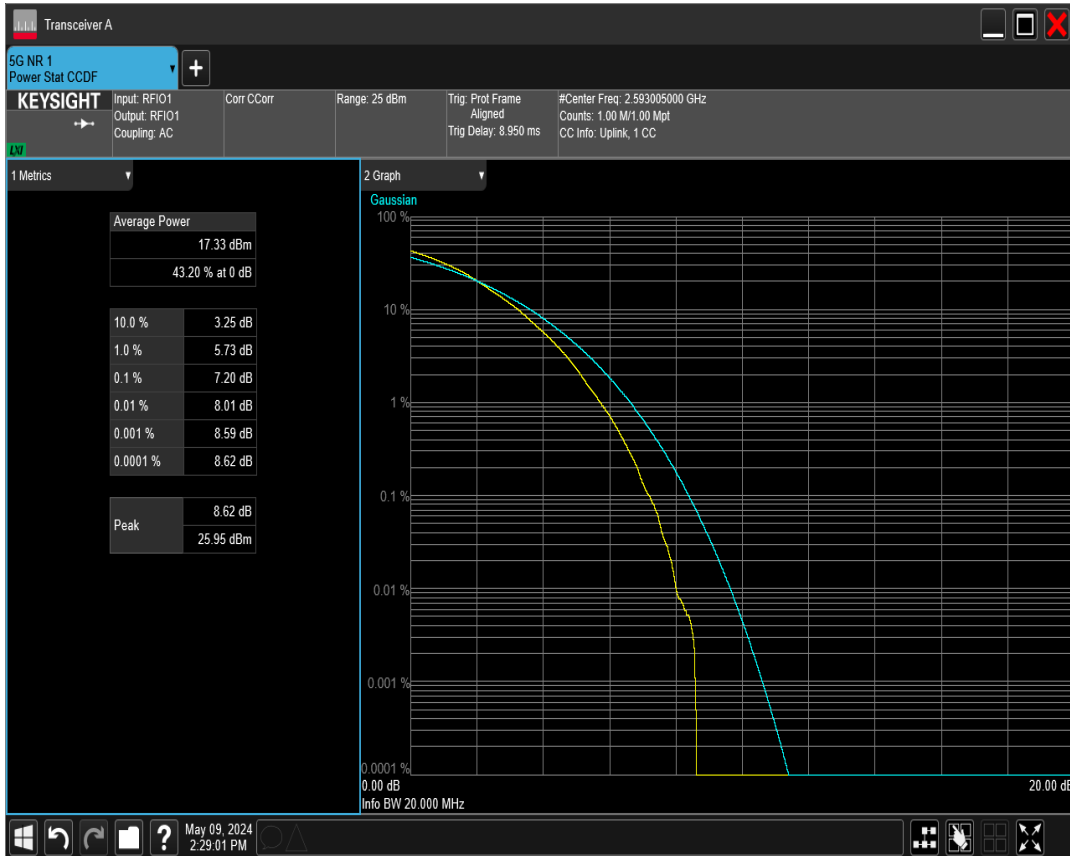 Transceiver A
5G NR 1
Power Stat CCDF
KEYSIGHT
LXI
Input: RFIO1
Output: RFIO1
Coupling: AC
Corr CCorr
Range: 25 dBm
Trig: Prot Frame
Aligned
Trig Delay: 8.950 ms
#Center Freq: 2.593005000 GHz
Counts: 1.00 M/1.00 Mpt
CC Info: Uplink, 1 CC
1 Metrics
Average Power
17.33 dBm
43.20 % at 0 dB
10.0 % 3.25 dB
1.0 % 5.73 dB
0.1 % 7.20 dB
0.01 % 8.01 dB
0.001 % 8.59 dB
0.0001 % 8.62 dB
Peak
8.62 dB
25.95 dBm
2 Graph
Gaussian
100 %
10 %
1 %
0.1 %
0.01 %
0.001 %
0.0001 %
0.00 dB 20.00 dB
Info BW 20.000 MHz
?
May 09, 2024
2:29:01 PM